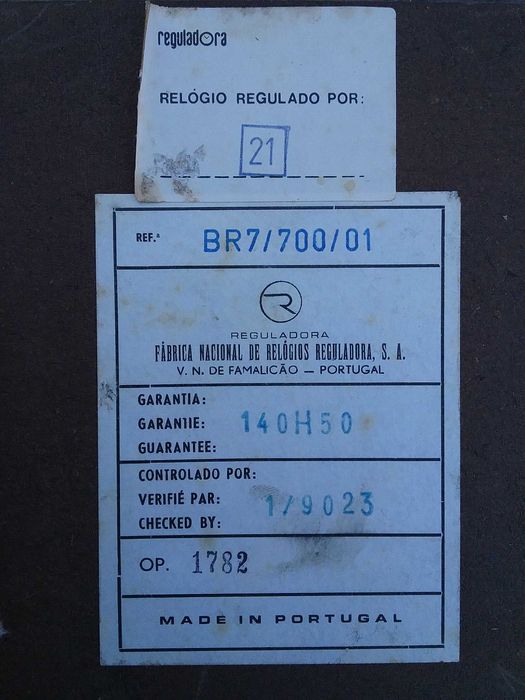 reguladora
RELÓGIO REGULADO POR:
21
REF.ª BR7/700/01
R
REGULADORA
FÁBRICA NACIONAL DE RELÓGIOS REGULADORA, S. A.
V. N. DE FAMALICÃO — PORTUGAL
GARANTIA:
GARANTIE: 140H50
GUARANTEE:
CONTROLADO POR:
VERIFIÉ PAR: 1/9023
CHECKED BY:
OP. 1782
MADE IN PORTUGAL